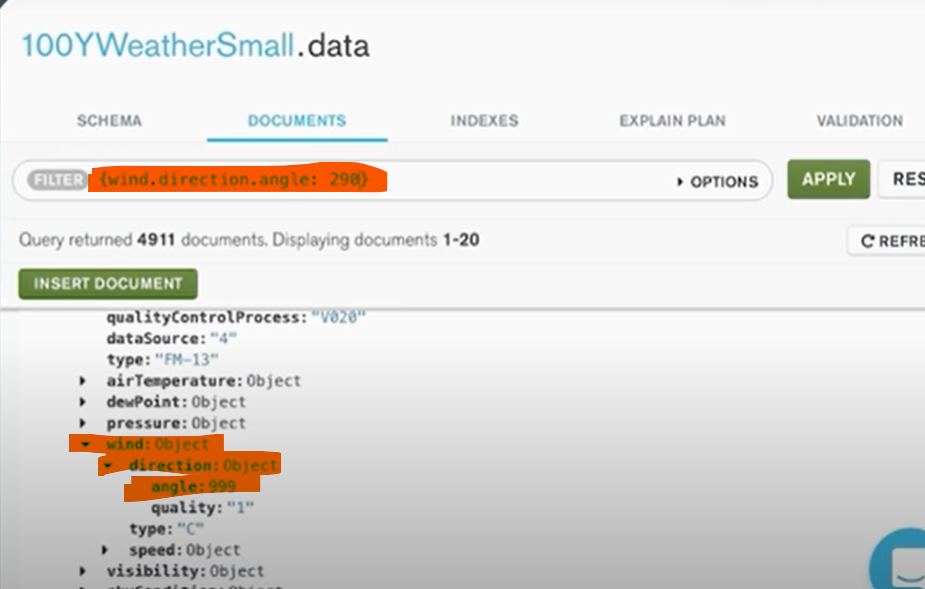 100YWeatherSmall.data
SCHEMA DOCUMENTS INDEXES EXPLAIN PLAN VALIDATION
FILTER {wind.direction.angle: 290} OPTIONS APPLY RES
Query returned 4911 documents. Displaying documents 1-20 REFRE
INSERT DOCUMENT
qualityControlProcess: "V020"
dataSource: "4"
type: "FM-13"
airTemperature: Object
dewPoint: Object
pressure: Object
wind: Object
direction: Object
angle: 999
quality: "1"
type: "C"
speed: Object
visibility: Object